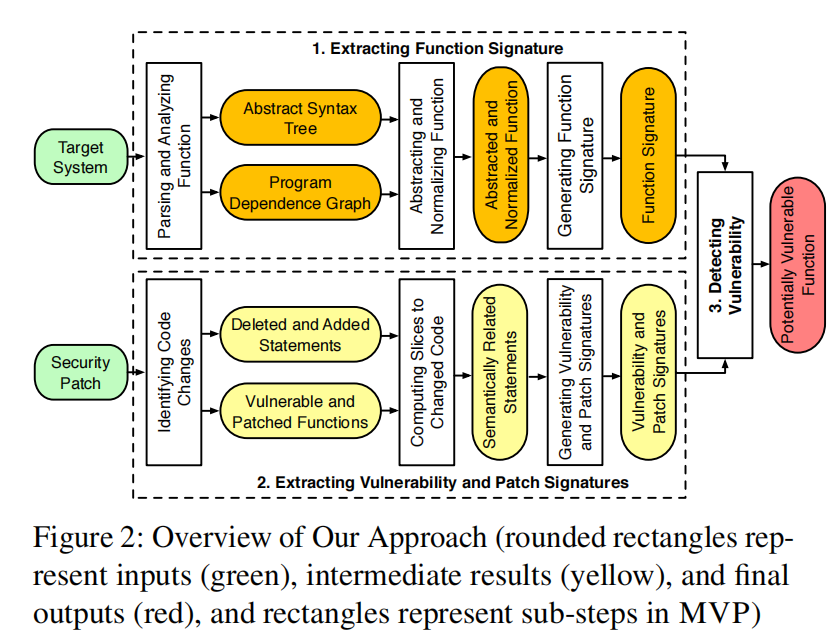 1. Extracting Function Signature
Target
System
Parsing and Analyzing
Function
Abstract Syntax
Tree
Program
Dependence Graph
Abstracting and
Normalizing Function
Abstracted and
Normalized Function
Generating Function
Signature
Function Signature
Security
Patch
Identifying Code
Changes
Deleted and Added
Statements
Vulnerable and
Patched Functions
Computing Slices to
Changed Code
Semantically Related
Statements
Generating Vulnerability
and Patch Signatures
Vulnerability and
Patch Signatures
2. Extracting Vulnerability and Patch Signatures
3. Detecting
Vulnerability
Potentially Vulnerable
Function
Figure 2: Overview of Our Approach (rounded rectangles rep-
resent inputs (green), intermediate results (yellow), and final
outputs (red), and rectangles represent sub-steps in MVP)